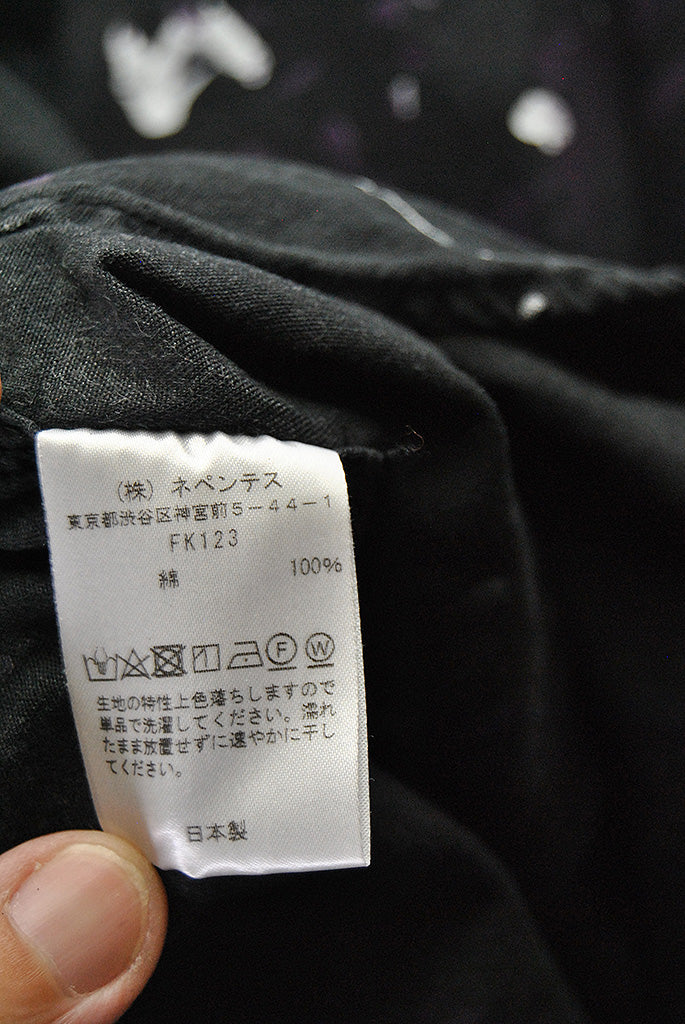 (株) ネペンテス
東京都渋谷区神宮前5-44-1
FK123
綿 100%
F W
生地の特性上色落ちしますので
単品で洗濯してください。濡れ
たまま放置せずに速やかに干し
てください。
日本製